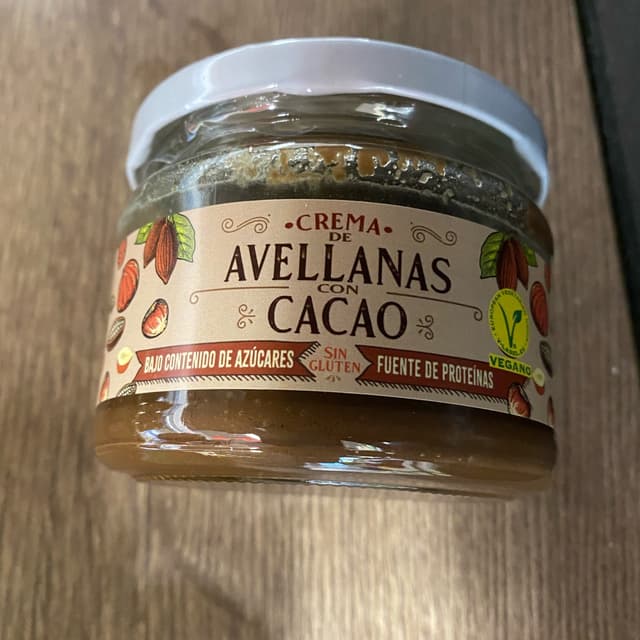 CREMA
DE
AVELLANAS
CON
CACAO
BAJO CONTENIDO DE AZÚCARES
SIN
GLUTEN
FUENTE DE PROTEÍNAS
VEGANO